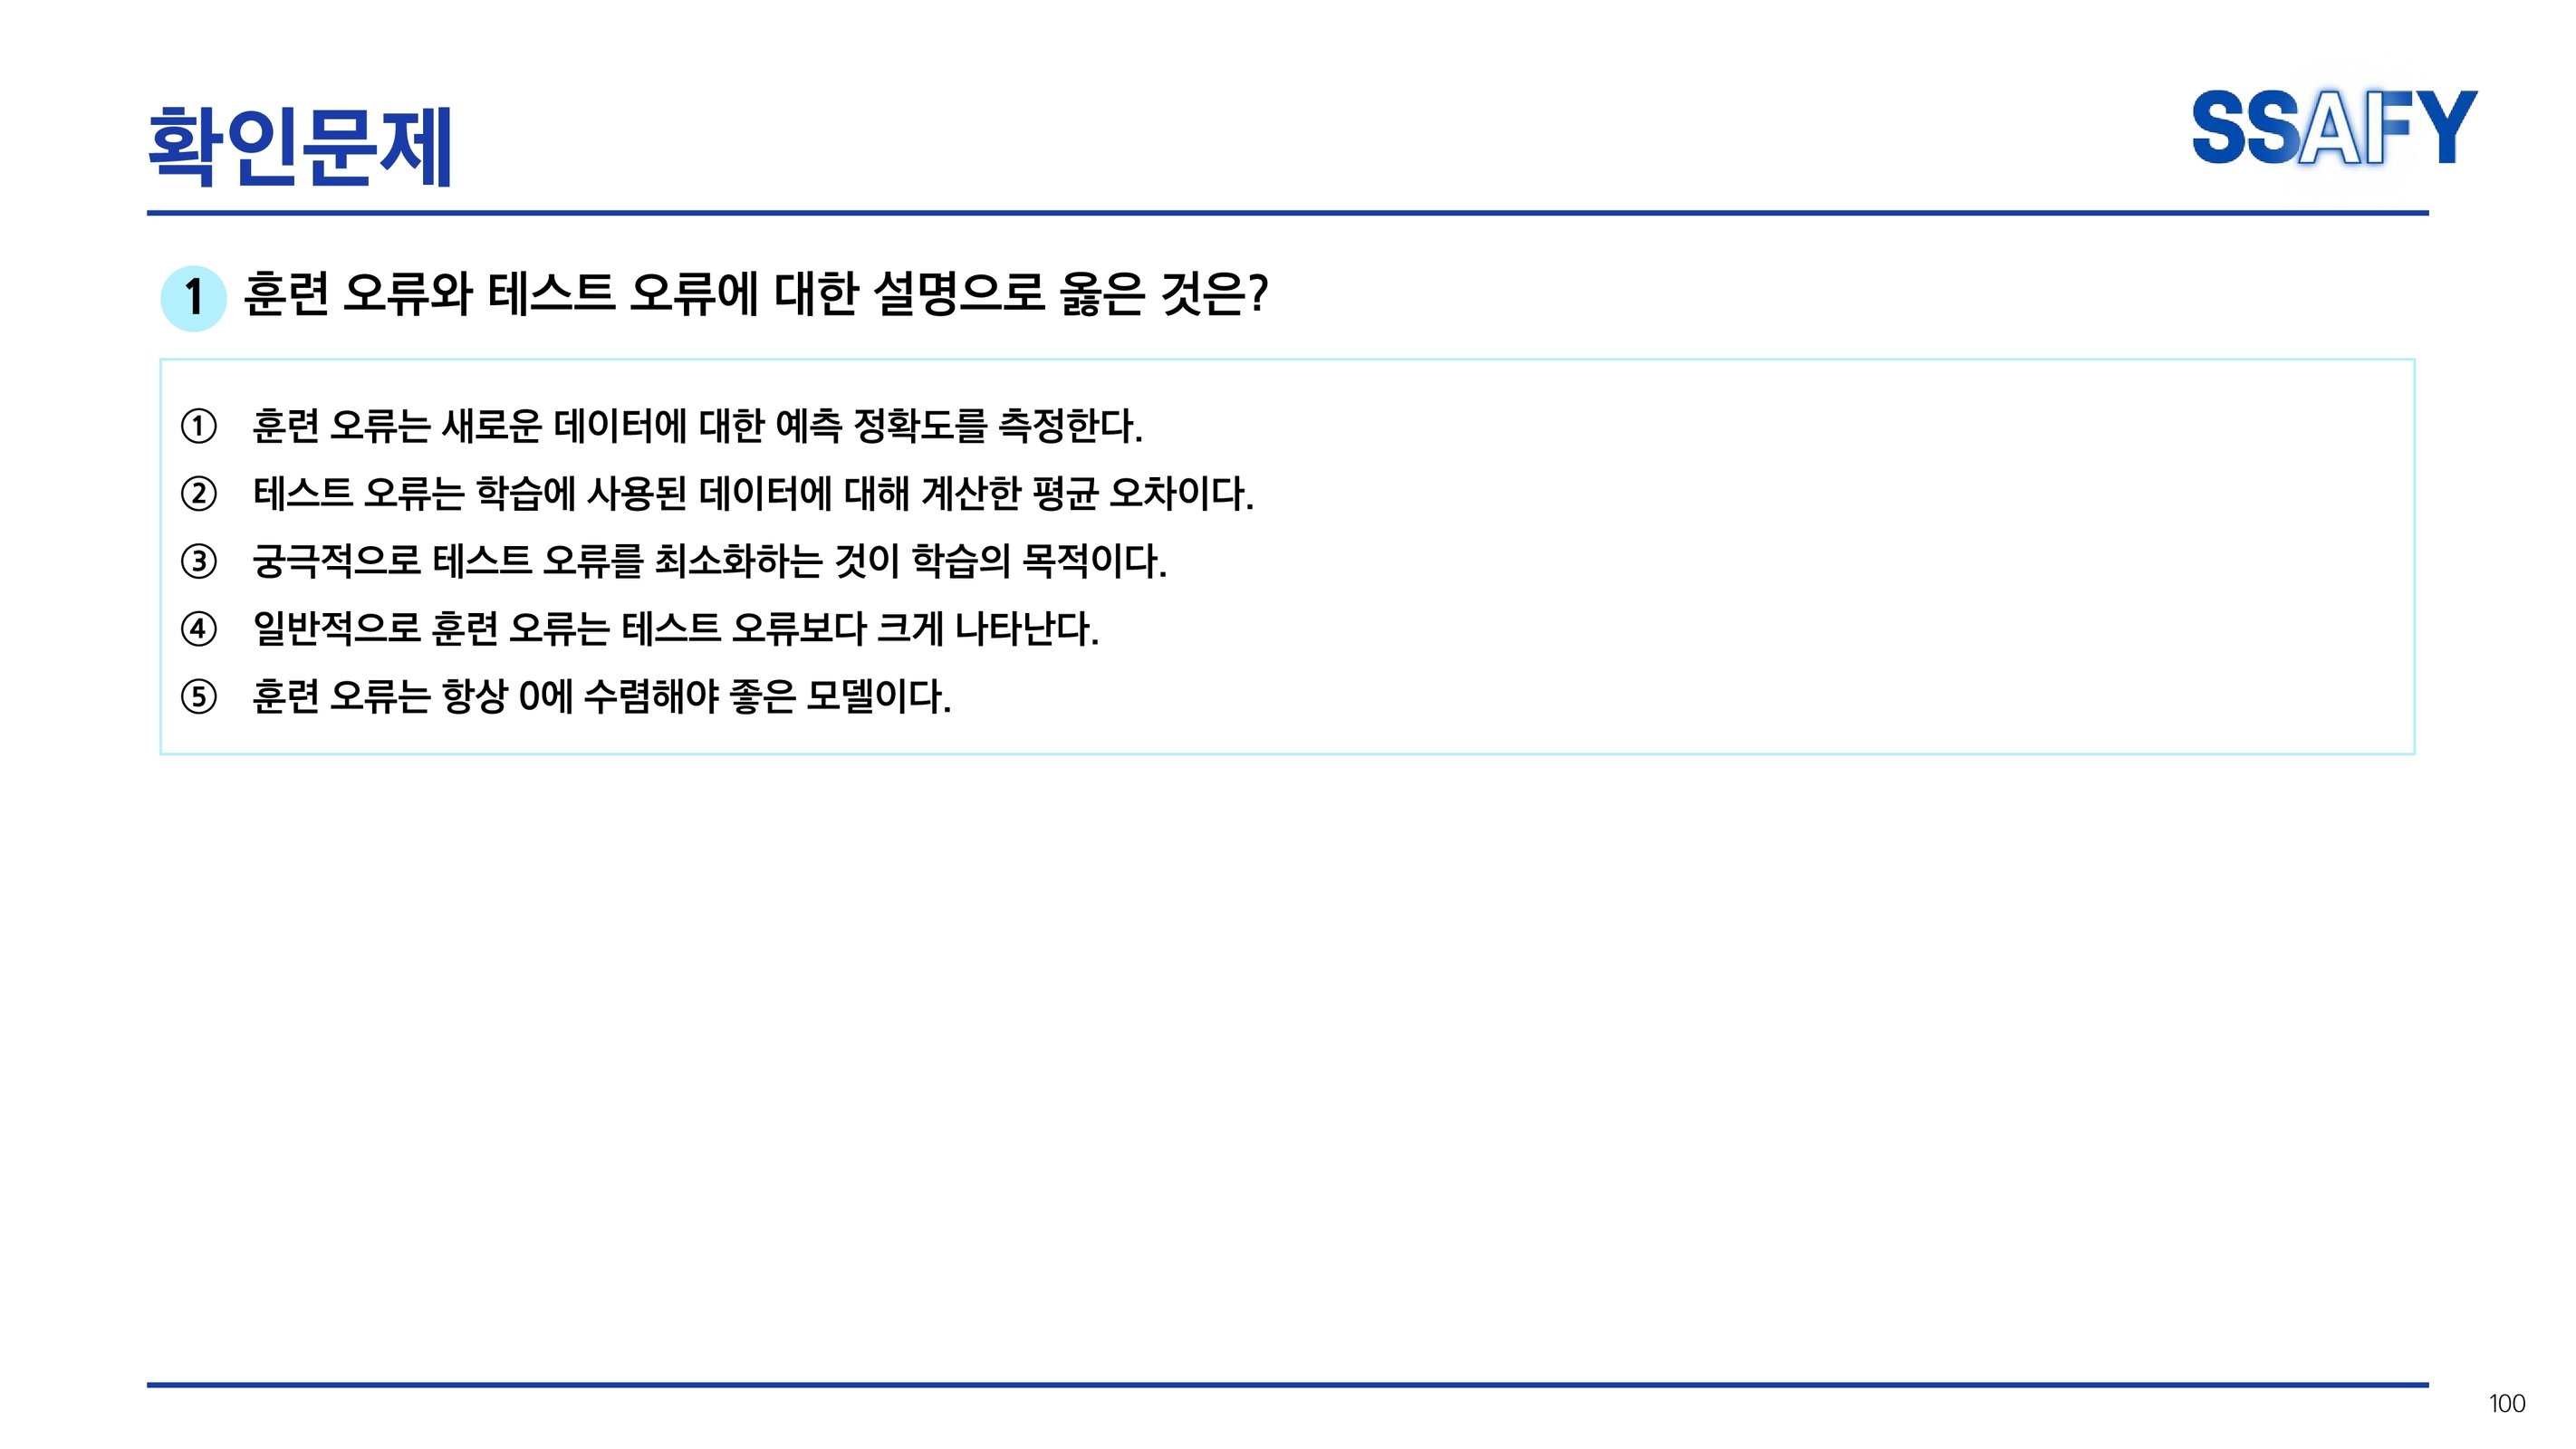 확인문제
SSAFY
1 훈련 오류와 테스트 오류에 대한 설명으로 옳은 것은?
① 훈련 오류는 새로운 데이터에 대한 예측 정확도를 측정한다.
② 테스트 오류는 학습에 사용된 데이터에 대해 계산한 평균 오차이다.
③ 궁극적으로 테스트 오류를 최소화하는 것이 학습의 목적이다.
④ 일반적으로 훈련 오류는 테스트 오류보다 크게 나타난다.
⑤ 훈련 오류는 항상 0에 수렴해야 좋은 모델이다.
100